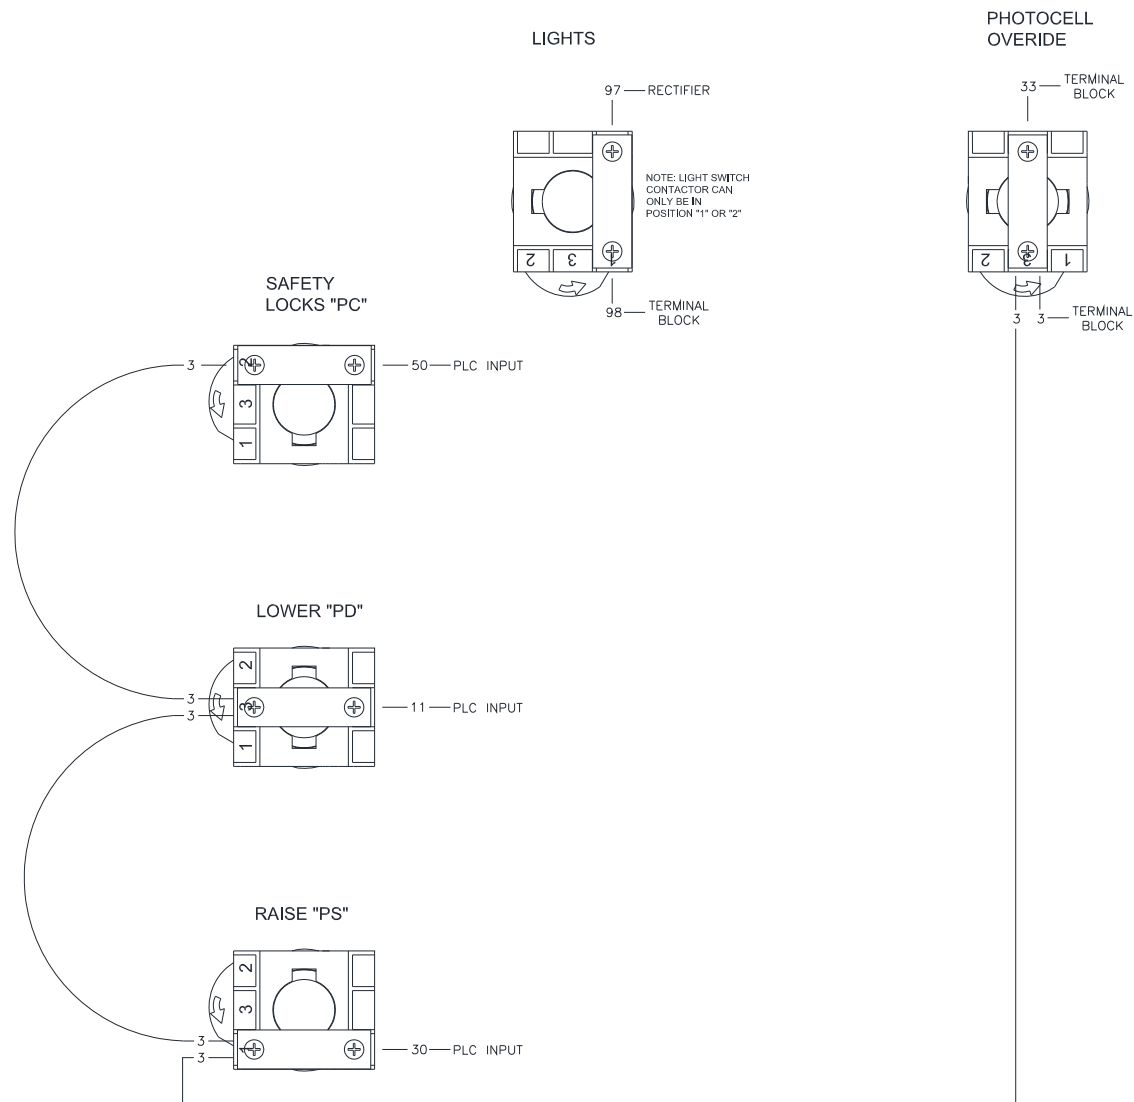 PHOTOCELL
OVERIDE
LIGHTS
97 RECTIFIER
33 TERMINAL
BLOCK
NOTE: LIGHT SWITCH
CONTACTOR CAN
ONLY BE IN
POSITION "1" OR "2"
2 3 1
2 3 1
98 TERMINAL
BLOCK
3 3 TERMINAL
BLOCK
SAFETY
LOCKS "PC"
3 2 50 PLC INPUT
3
1
LOWER "PD"
2
3 3 11 PLC INPUT
3
1
RAISE "PS"
2
3
3 1 30 PLC INPUT
3